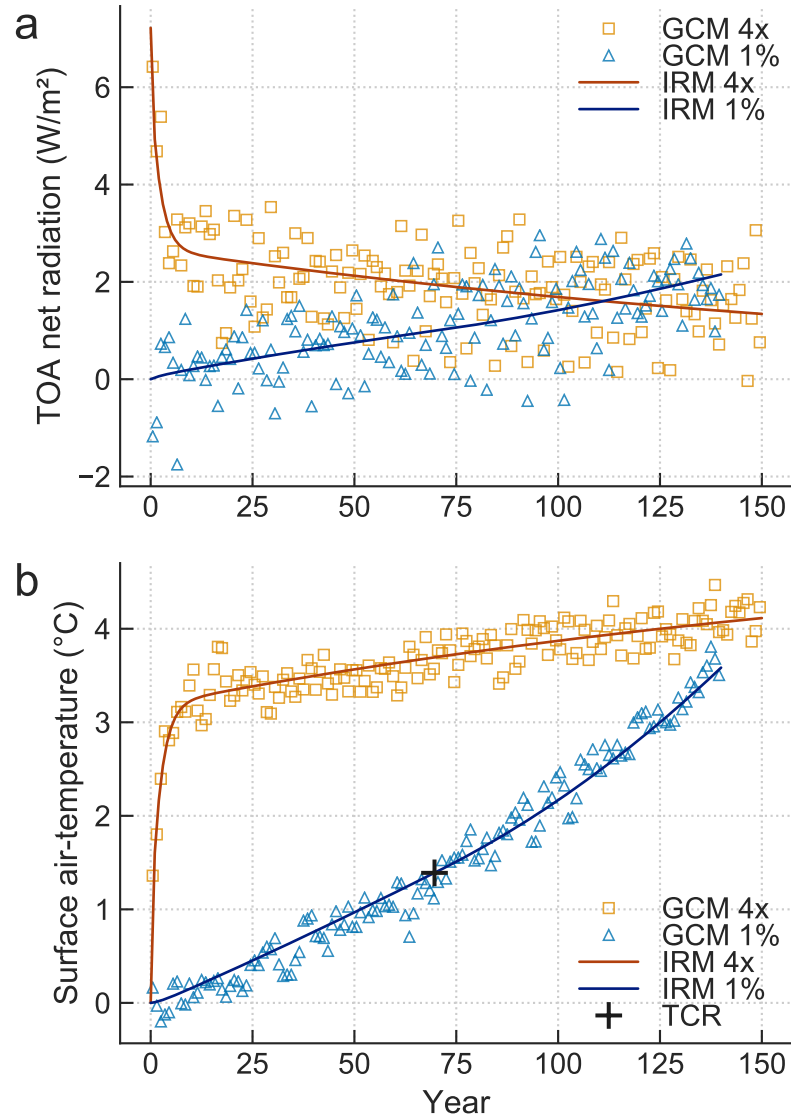 a
TOA net radiation (W/m²)
6
4
2
0
−2
GCM 4x
GCM 1%
IRM 4x
IRM 1%
0 25 50 75 100 125 150
b
Surface air-temperature (°C)
4
3
2
1
0
GCM 4x
GCM 1%
IRM 4x
IRM 1%
TCR
0 25 50 75 100 125 150
Year